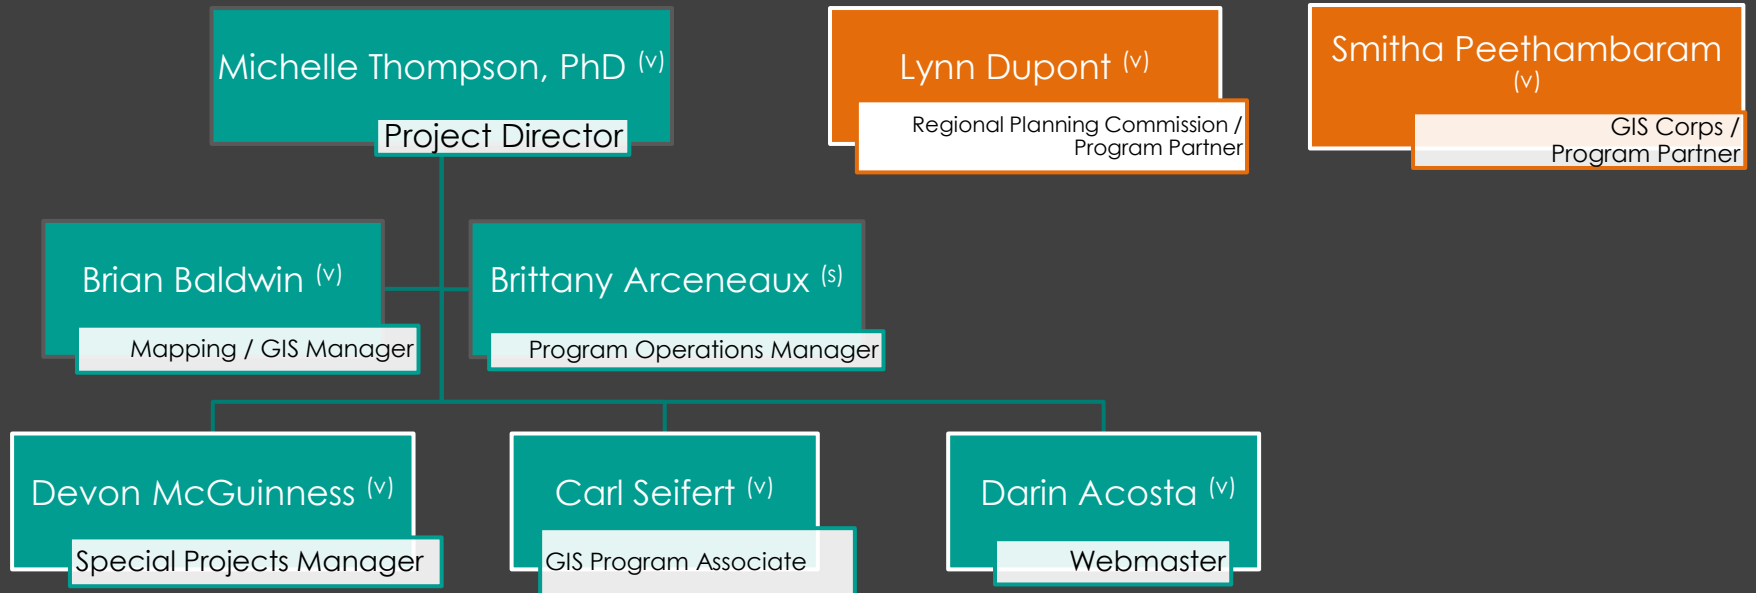 Michelle Thompson, PhD (v)
Project Director
Lynn Dupont (v)
Regional Planning Commission /
Program Partner
Smitha Peethambaram
(v)
GIS Corps /
Program Partner
Brian Baldwin (v)
Mapping / GIS Manager
Brittany Arceneaux (s)
Program Operations Manager
Devon McGuinness (v)
Special Projects Manager
Carl Seifert (v)
GIS Program Associate
Darin Acosta (v)
Webmaster